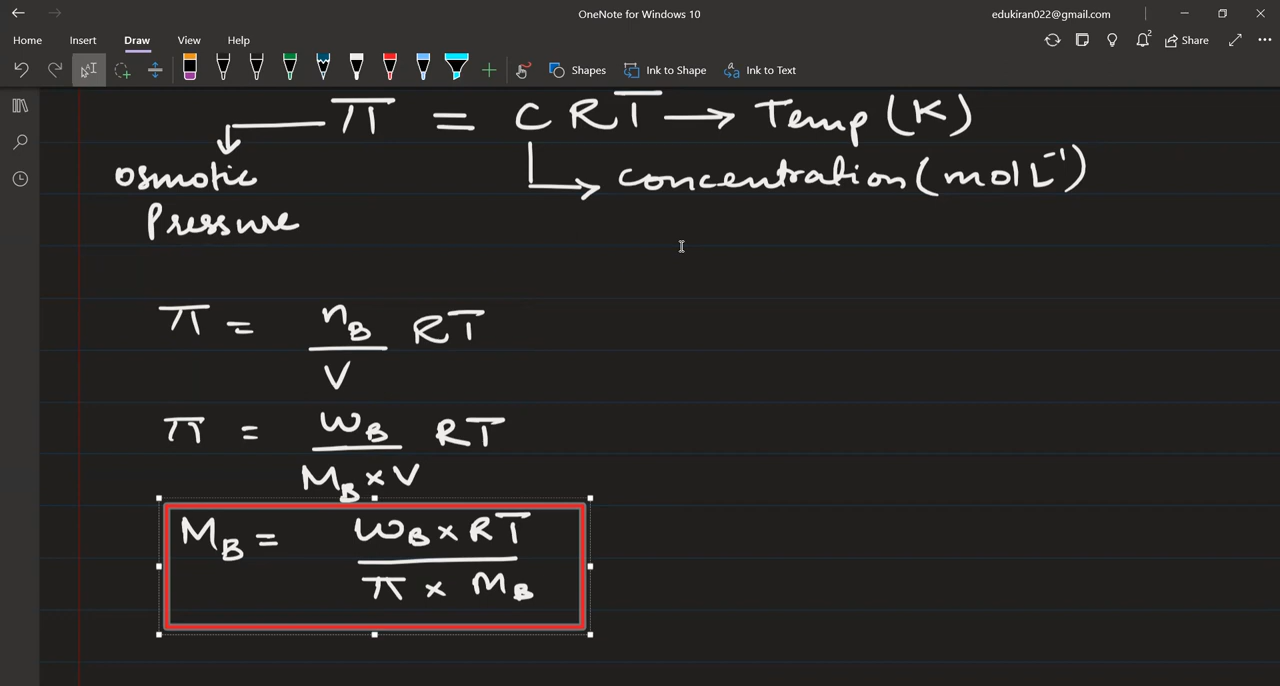 OneNote for Windows 10
edukiran022@gmail.com
Home Insert Draw View Help
Share
Shapes Ink to Shape Ink to Text
π = C R T → Temp (K)
concentration (mol L⁻¹)
osmotic
Pressure
π = n_B / V RT
π = w_B / M_B × V RT
M_B = w_B × RT / π × M_B